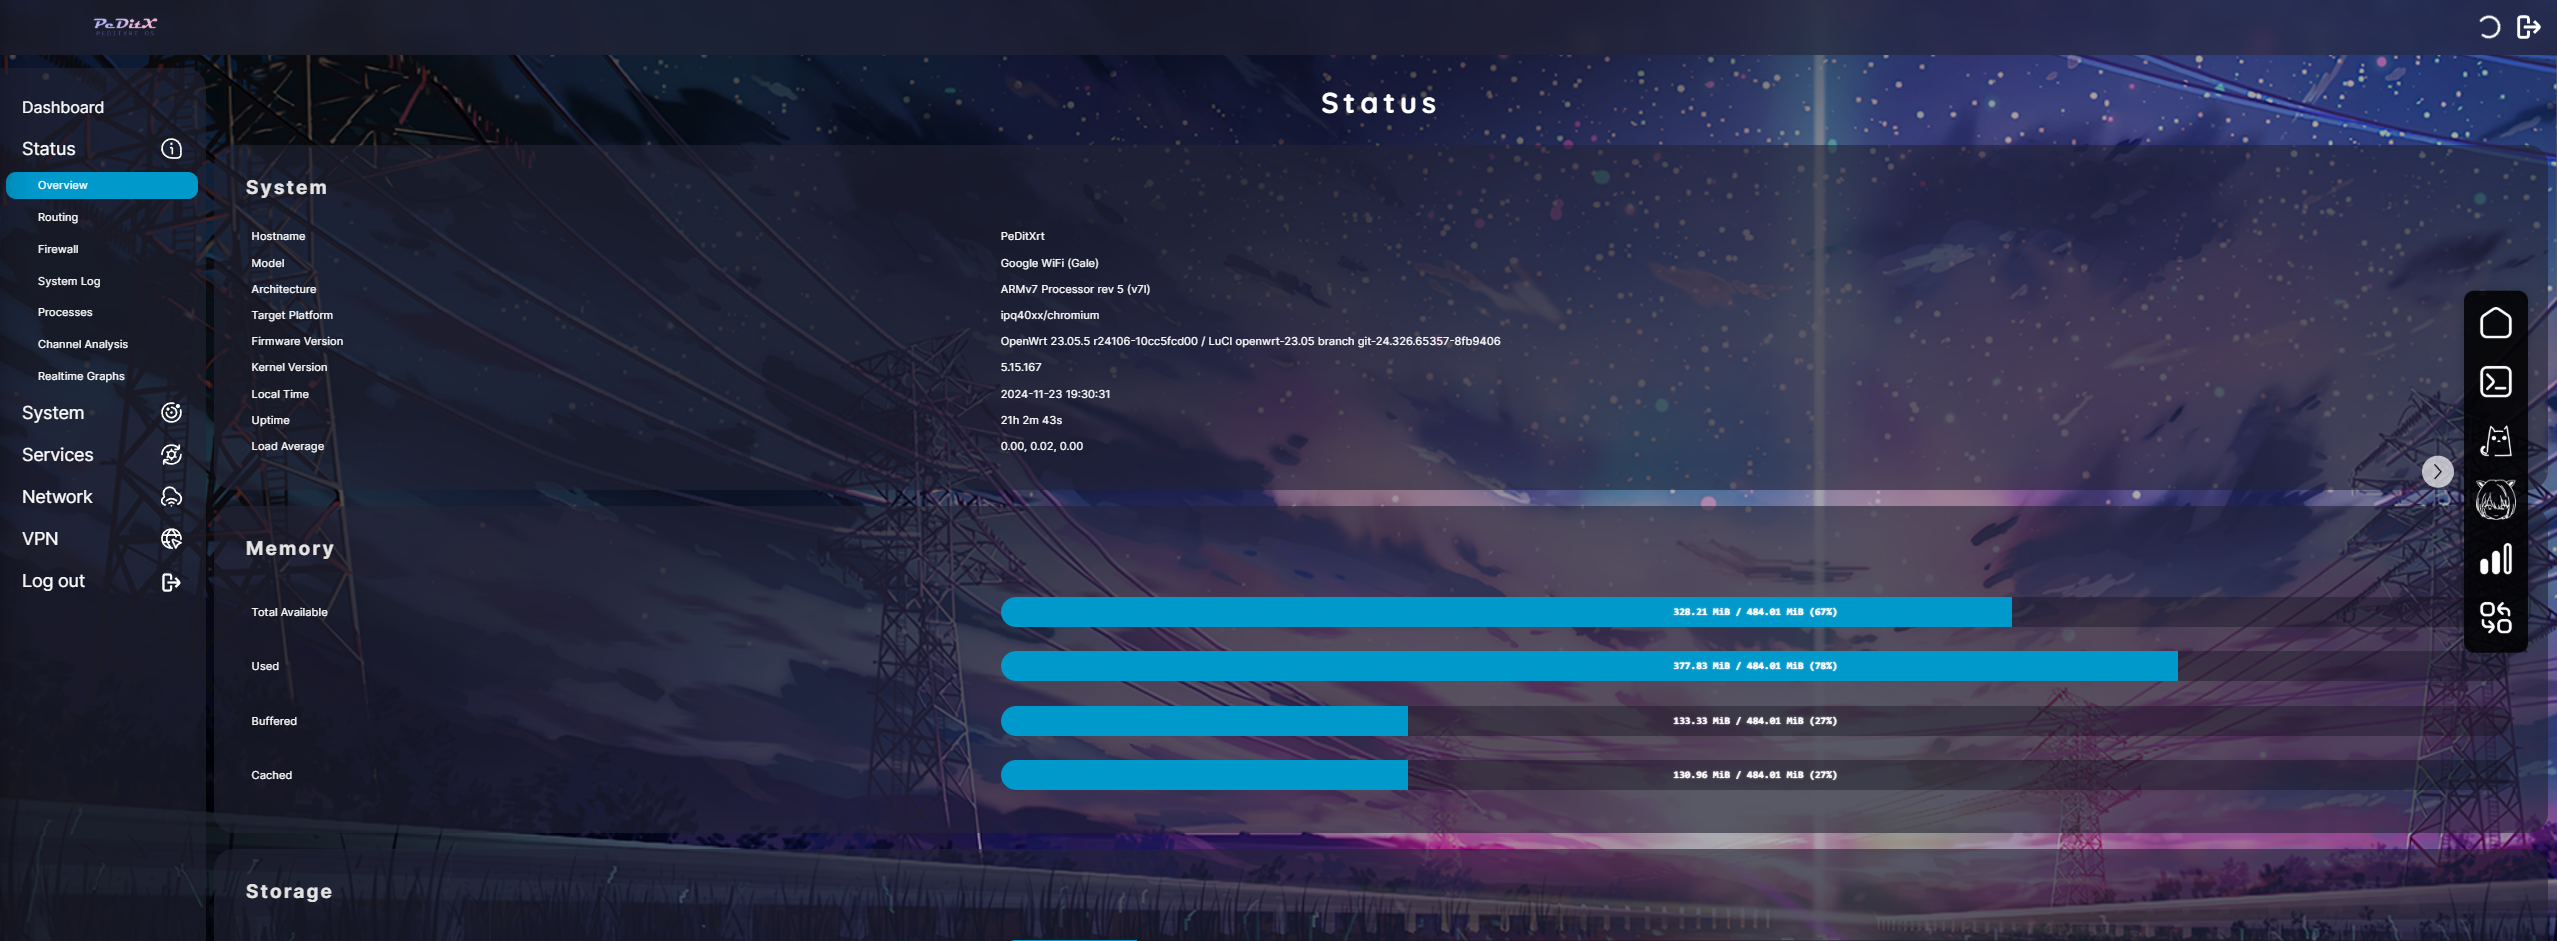 PeDitX
PEDITXRT OS
Status
Dashboard
Status
Overview
Routing
Firewall
System Log
Processes
Channel Analysis
Realtime Graphs
System
Services
Network
VPN
Log out
System
Hostname PeDitXrt
Model Google WiFi (Gale)
Architecture ARMv7 Processor rev 5 (v7l)
Target Platform ipq40xx/chromium
Firmware Version OpenWrt 23.05.5 r24106-10cc5fcd00 / LuCI openwrt-23.05 branch git-24.326.65357-8fb9406
Kernel Version 5.15.167
Local Time 2024-11-23 19:30:31
Uptime 21h 2m 43s
Load Average 0.00, 0.02, 0.00
Memory
Total Available 328.21 MiB / 484.01 MiB (67%)
Used 377.83 MiB / 484.01 MiB (78%)
Buffered 133.33 MiB / 484.01 MiB (27%)
Cached 130.96 MiB / 484.01 MiB (27%)
Storage